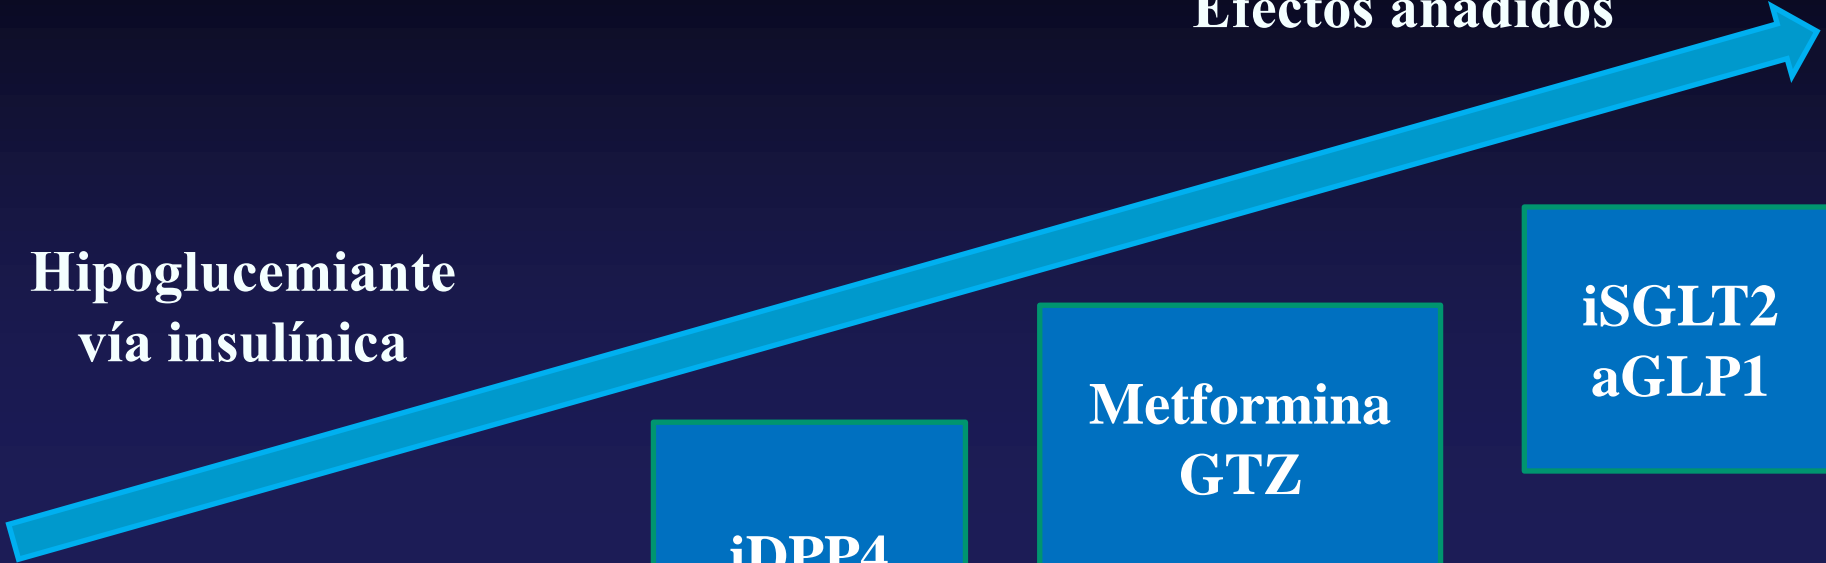 Efectos añadidos
Hipoglucemiante
vía insulínica
iSGLT2
aGLP1
Metformina
GTZ
iDPP4